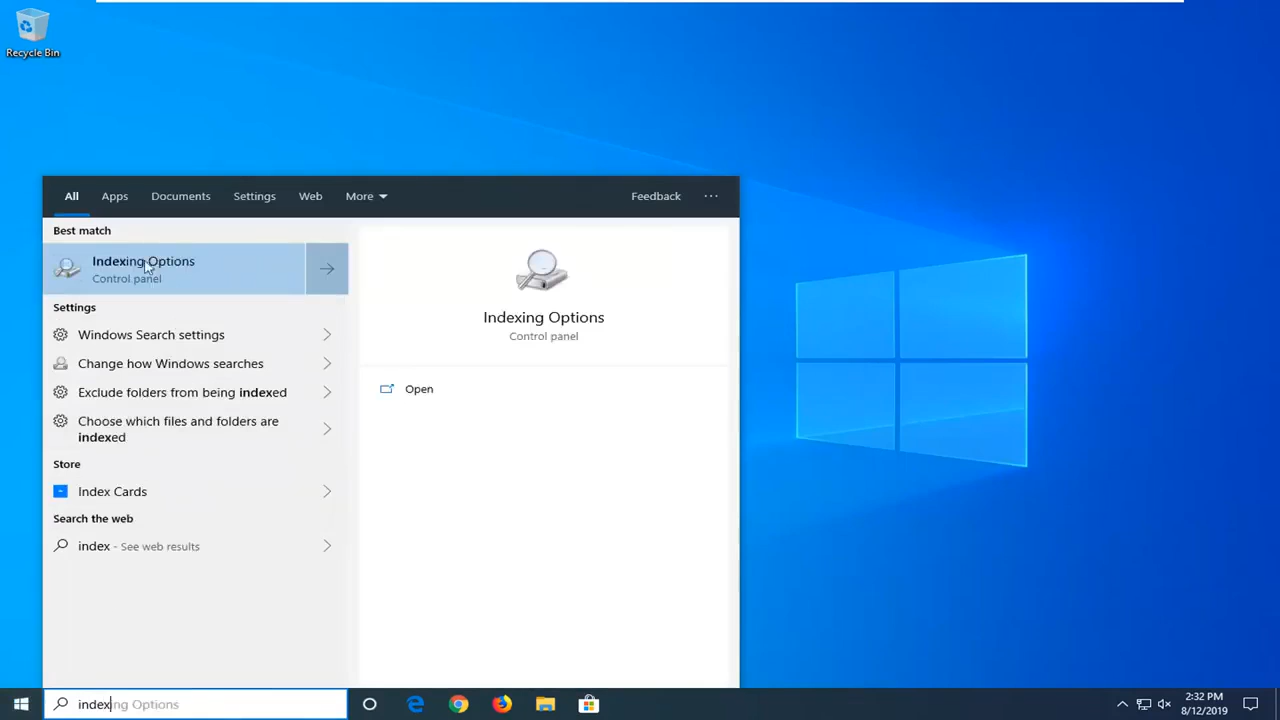 Recycle Bin
All Apps Documents Settings Web More Feedback ...
Best match
Indexing Options
Control panel
Settings
Windows Search settings
Change how Windows searches
Exclude folders from being indexed
Choose which files and folders are
indexed
Store
Index Cards
Search the web
index - See web results
Indexing Options
Control panel
Open
indexing Options
2:32 PM
8/12/2019